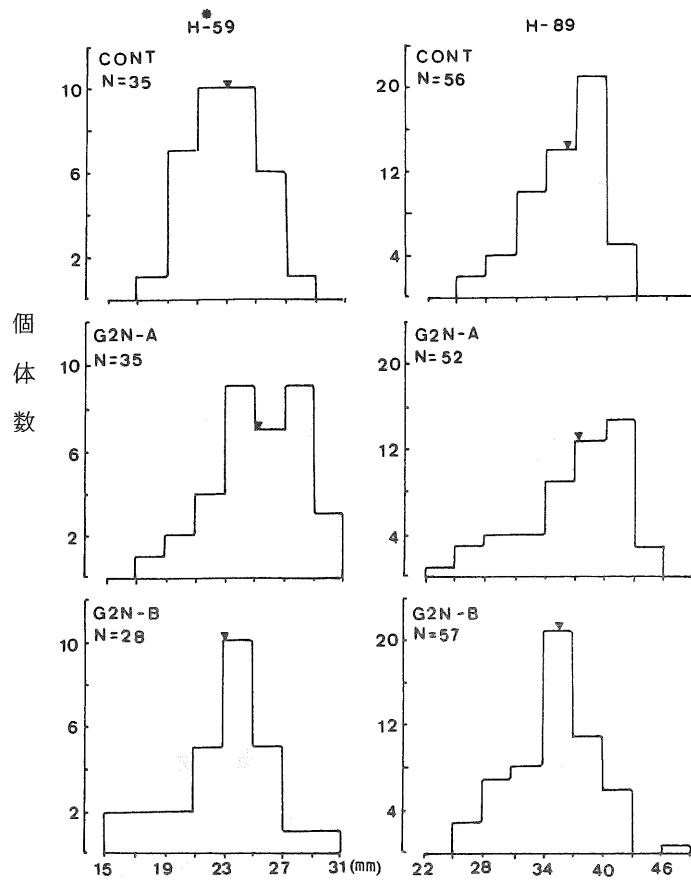 H-59
H-89
CONT
N=35
10
6
2
CONT
N=56
20
12
4
個体数
G2N-A
N=35
10
6
2
G2N-A
N=52
20
12
4
G2N-B
N=28
10
6
2
15 19 23 27 31 (mm)
G2N-B
N=57
20
12
4
22 28 34 40 46